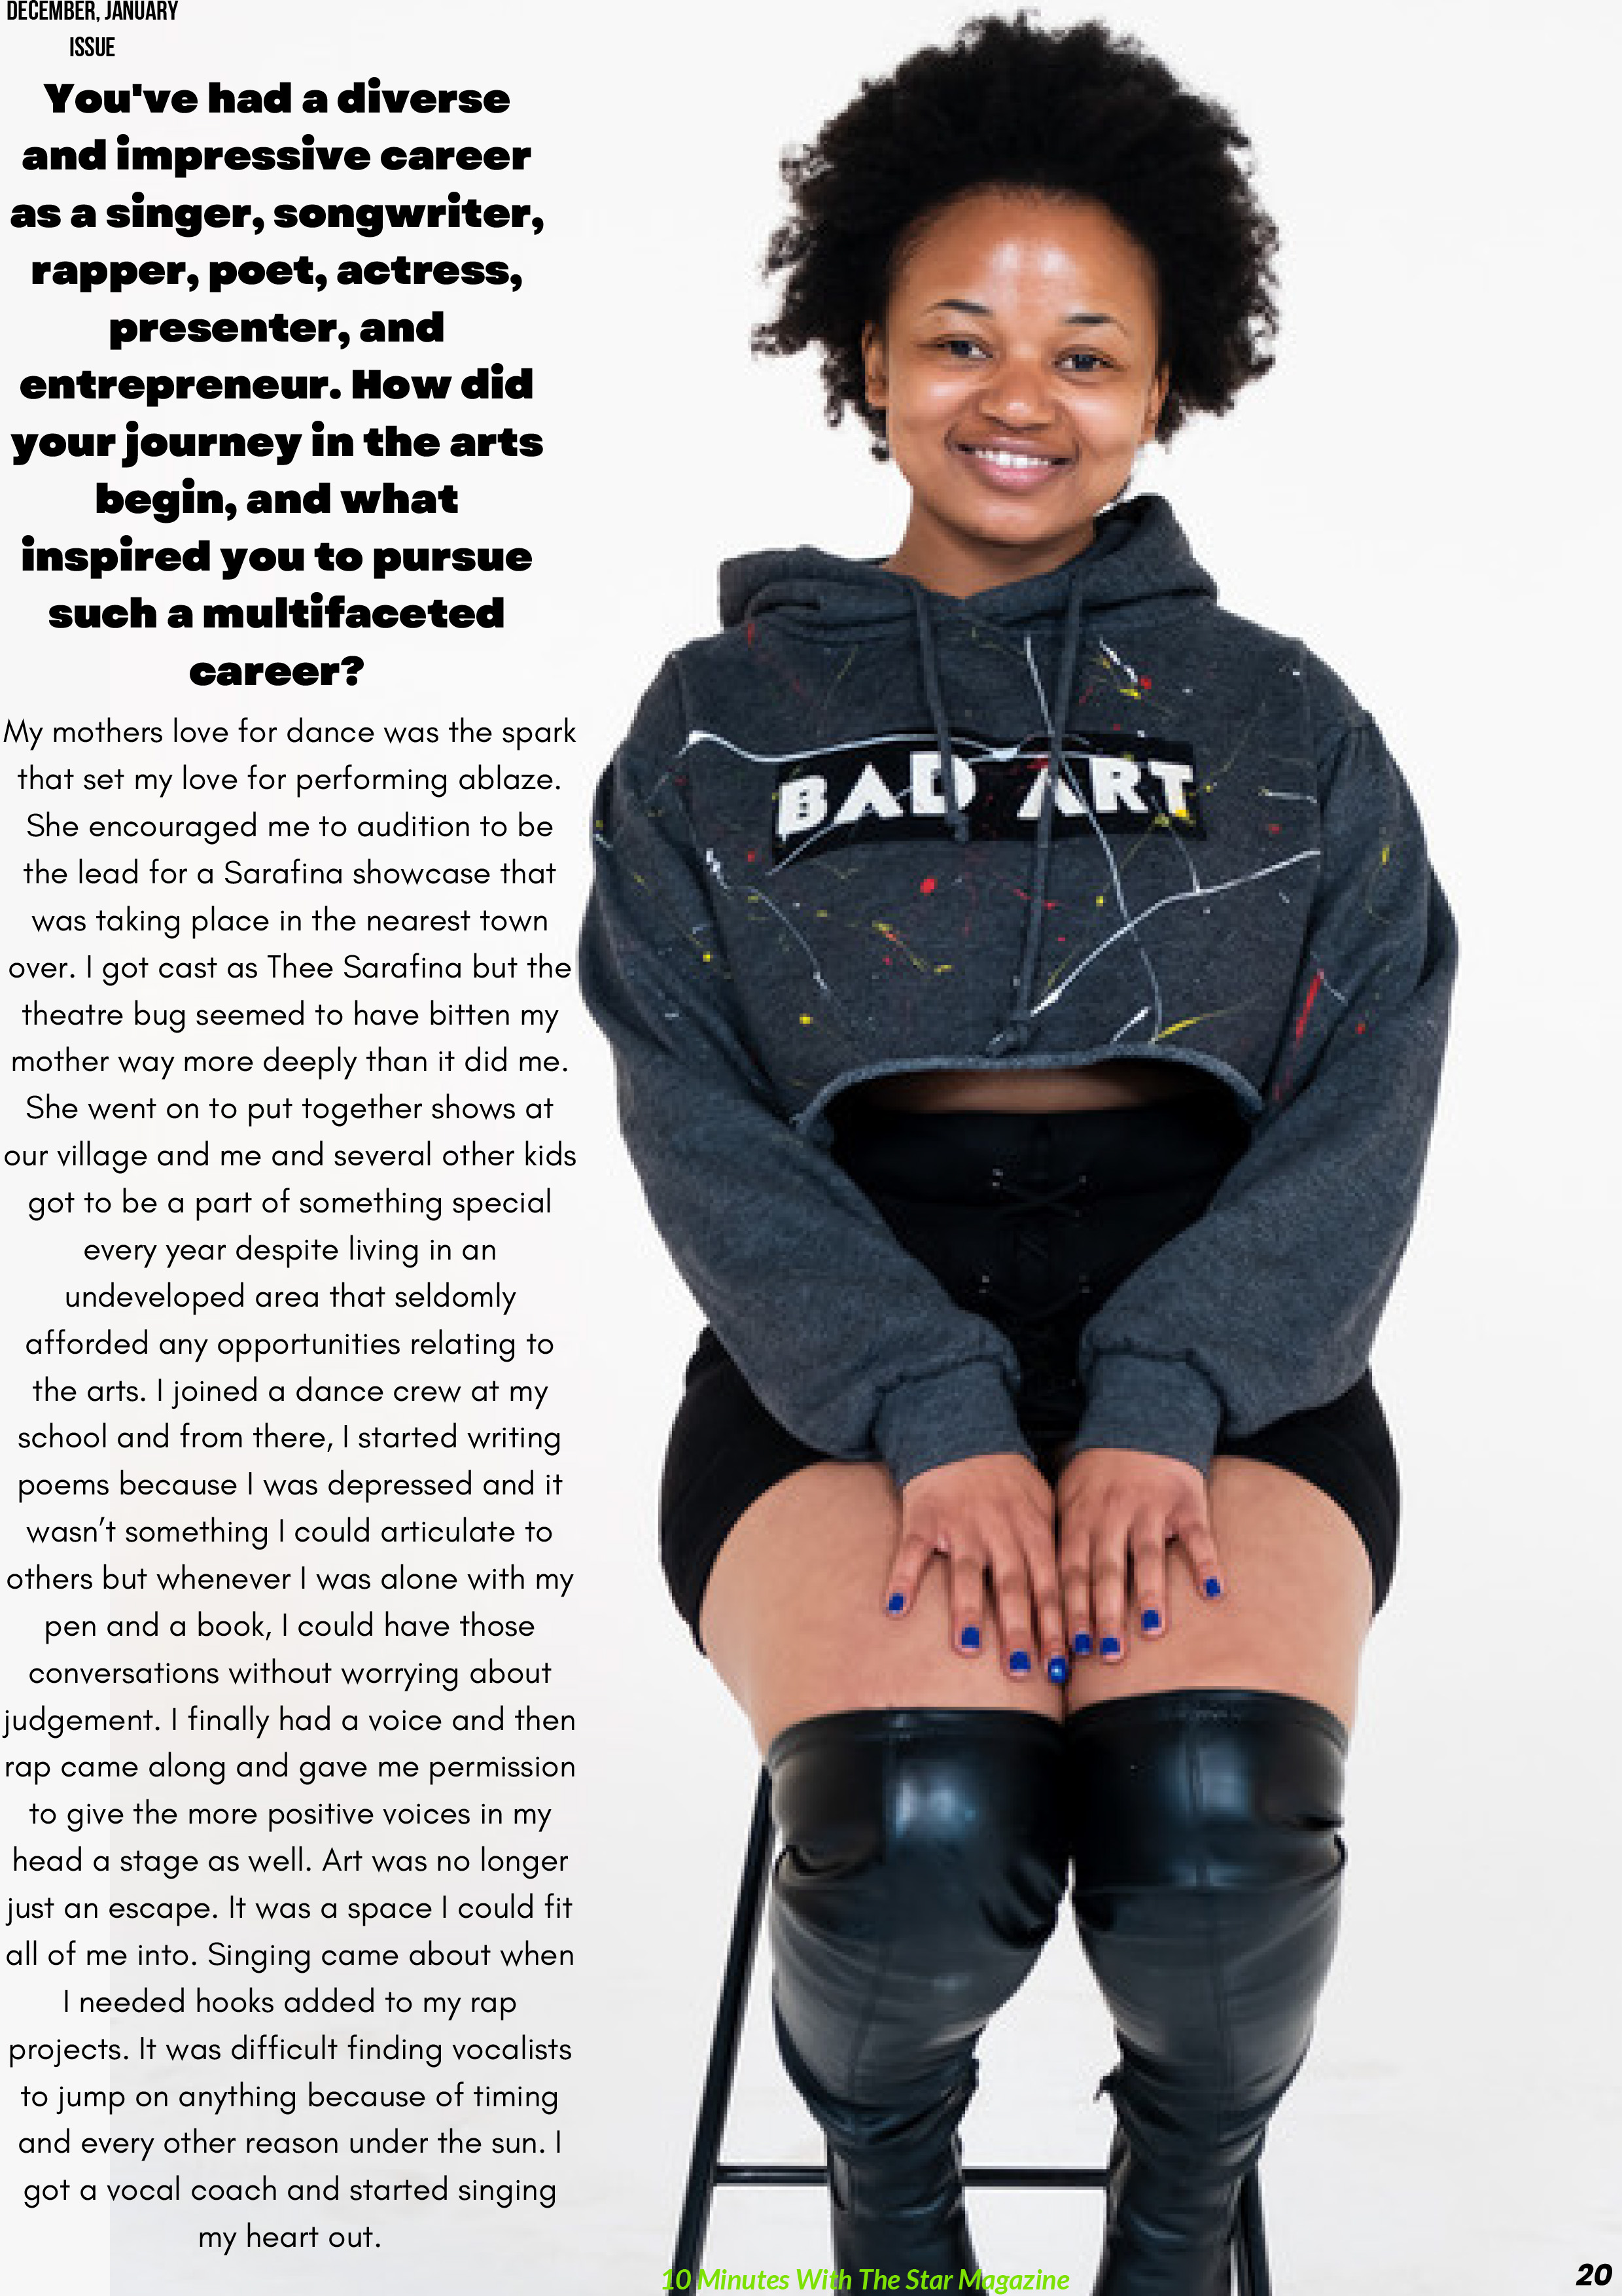 DECEMBER, JANUARY
ISSUE
You've had a diverse
and impressive career
as a singer, songwriter,
rapper, poet, actress,
presenter, and
entrepreneur. How did
your journey in the arts
begin, and what
inspired you to pursue
such a multifaceted
career?
My mothers love for dance was the spark
that set my love for performing ablaze.
She encouraged me to audition to be
the lead for a Sarafina showcase that
was taking place in the nearest town
over. I got cast as Thee Sarafina but the
theatre bug seemed to have bitten my
mother way more deeply than it did me.
She went on to put together shows at
our village and me and several other kids
got to be a part of something special
every year despite living in an
undeveloped area that seldomly
afforded any opportunities relating to
the arts. I joined a dance crew at my
school and from there, I started writing
poems because I was depressed and it
wasn’t something I could articulate to
others but whenever I was alone with my
pen and a book, I could have those
conversations without worrying about
judgement. I finally had a voice and then
rap came along and gave me permission
to give the more positive voices in my
head a stage as well. Art was no longer
just an escape. It was a space I could fit
all of me into. Singing came about when
I needed hooks added to my rap
projects. It was difficult finding vocalists
to jump on anything because of timing
and every other reason under the sun. I
got a vocal coach and started singing
my heart out.
BAD ART
10 Minutes With The Star Magazine
20